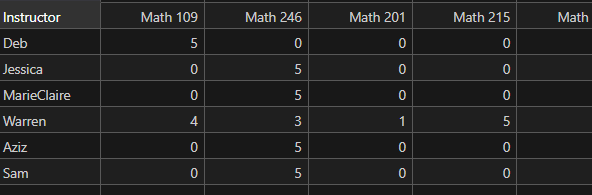 Instructor Math 109 Math 246 Math 201 Math 215 Math
Deb 5 0 0 0
Jessica 0 5 0 0
MarieClaire 0 5 0 0
Warren 4 3 1 5
Aziz 0 5 0 0
Sam 0 5 0 0